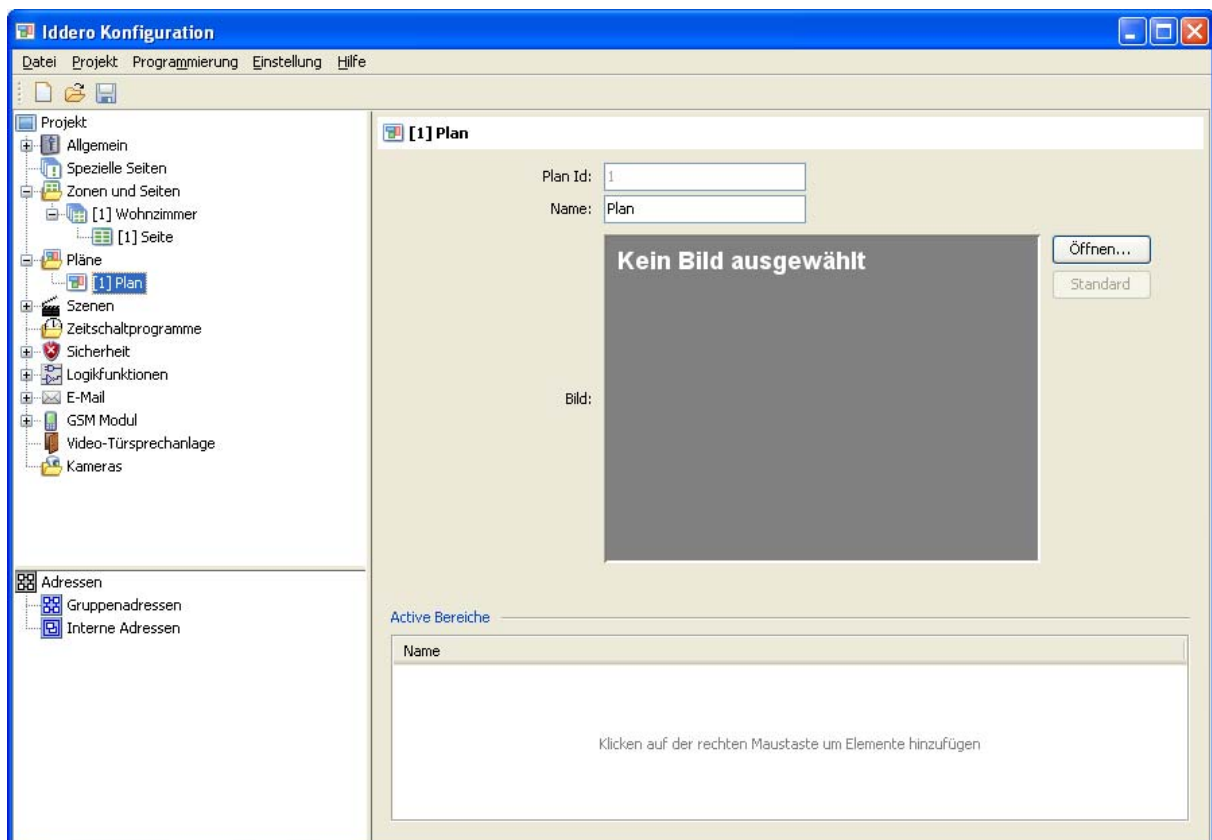 Iddero Konfiguration
Datei Projekt Programmierung Einstellung Hilfe
Projekt
Allgemein
Spezielle Seiten
Zonen und Seiten
[1] Wohnzimmer
[1] Seite
Pläne
[1] Plan
Szenen
Zeitschaltprogramme
Sicherheit
Logikfunktionen
E-Mail
GSM Modul
Video-Türsprechanlage
Kameras
Adressen
Gruppenadressen
Interne Adressen
[1] Plan
Plan Id: 1
Name: Plan
Bild:
Kein Bild ausgewählt
Öffnen...
Standard
Active Bereiche
Name
Klicken auf der rechten Maustaste um Elemente hinzufügen